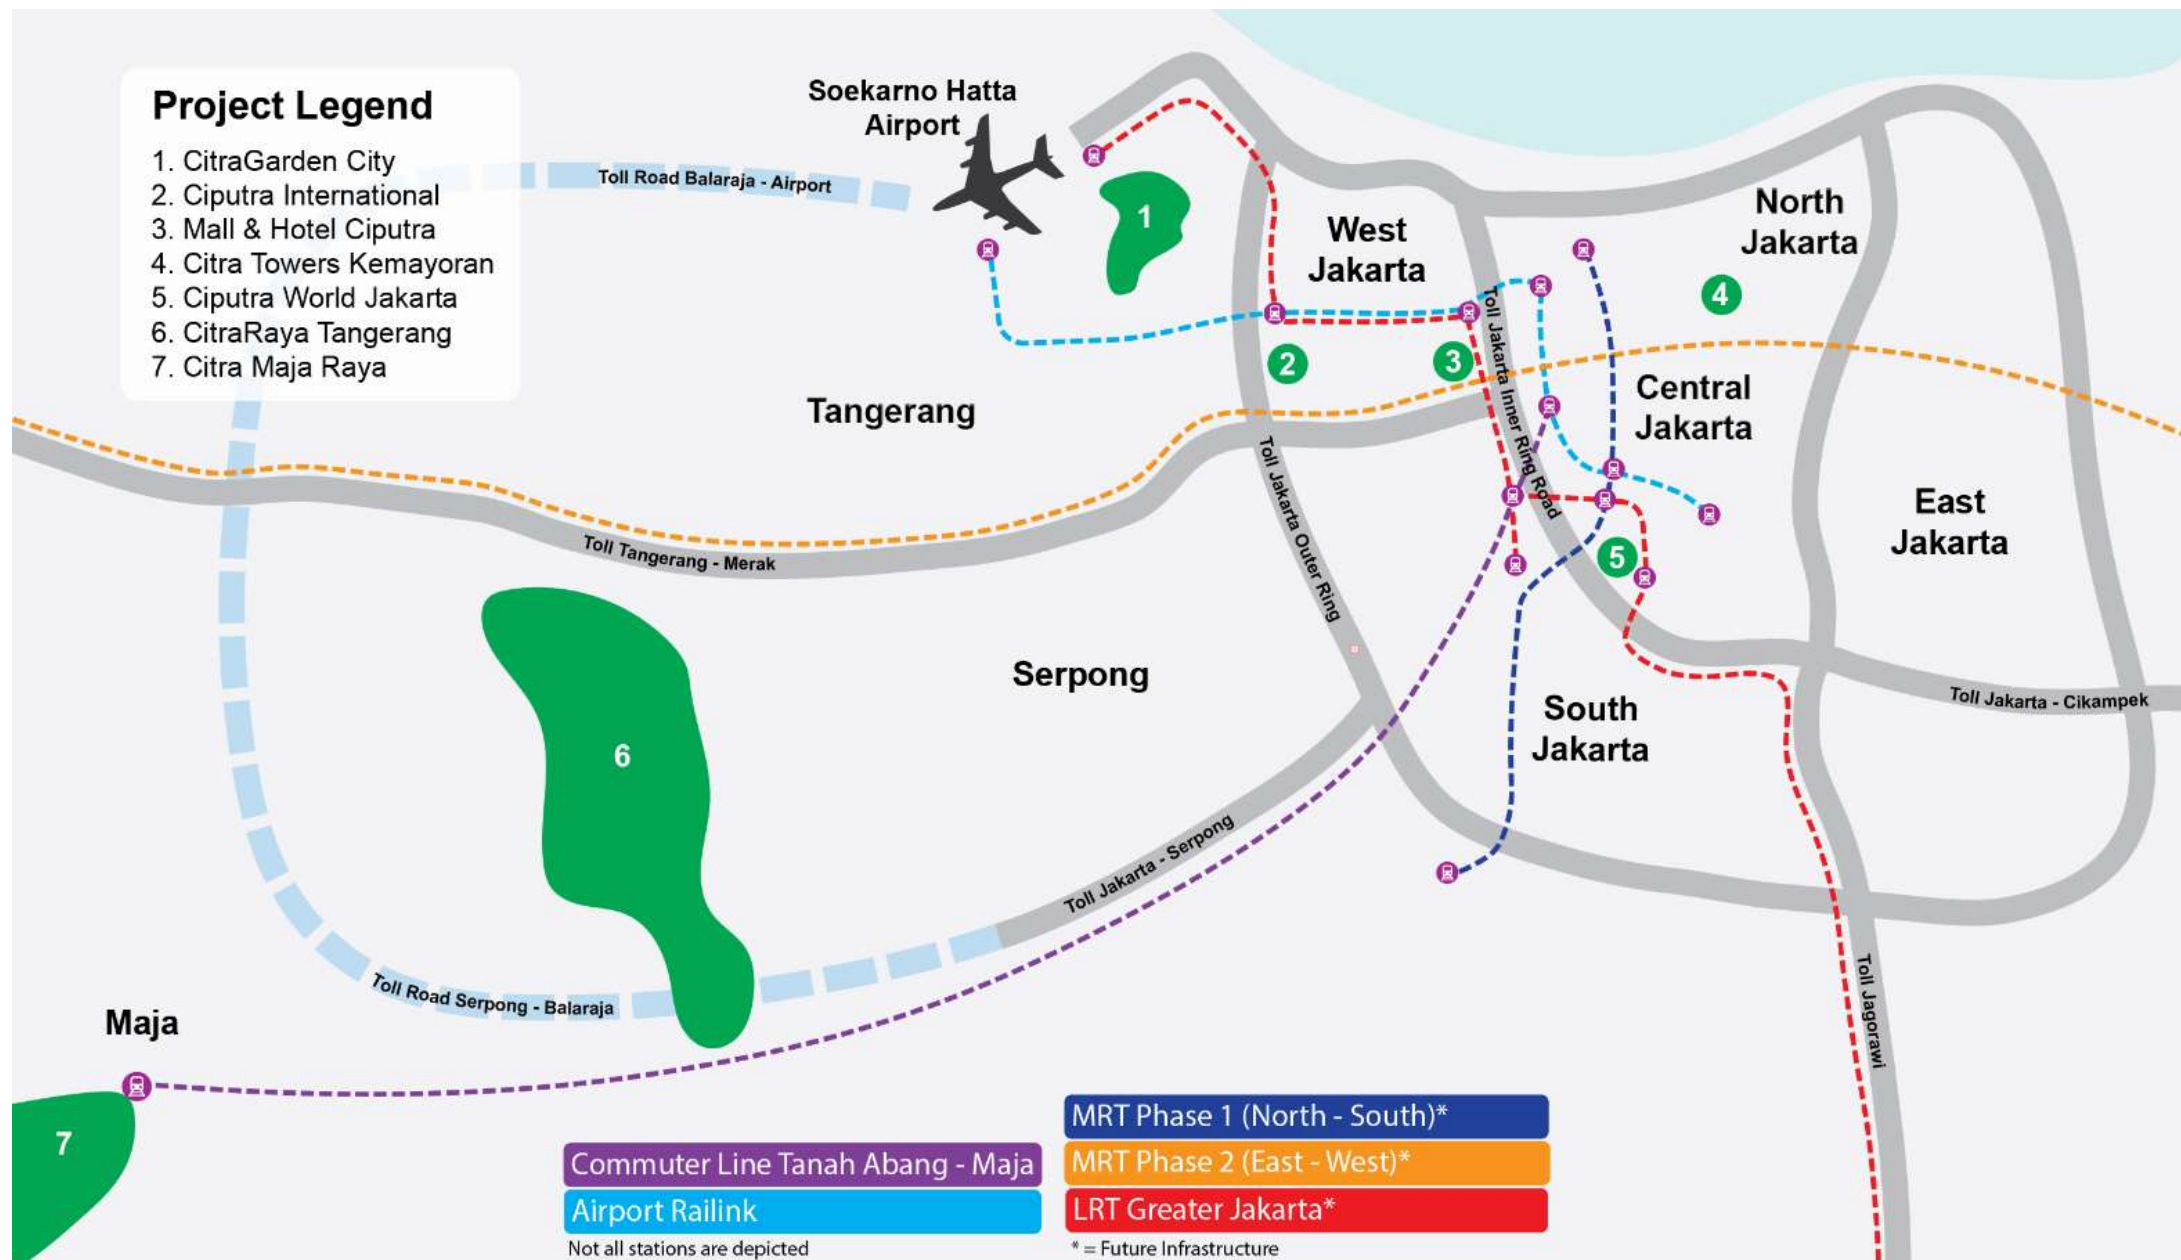 Project Legend
1. CitraGarden City
2. Ciputra International
3. Mall & Hotel Ciputra
4. Citra Towers Kemayoran
5. Ciputra World Jakarta
6. CitraRaya Tangerang
7. Citra Maja Raya
Soekarno Hatta
Airport
Toll Road Balaraja - Airport
1
West
Jakarta
North
Jakarta
4
Toll Jakarta Inner Ring Road
2
3
Central
Jakarta
Tangerang
Toll Jakarta Outer Ring
East
Jakarta
Toll Tangerang - Merak
5
Serpong
South
Jakarta
Toll Jakarta - Cikampek
6
Toll Jakarta - Serpong
Toll Road Serpong - Balaraja
Toll Jagorawi
Maja
7
Commuter Line Tanah Abang - Maja
Airport Railink
Not all stations are depicted
MRT Phase 1 (North - South)*
MRT Phase 2 (East - West)*
LRT Greater Jakarta*
* = Future Infrastructure